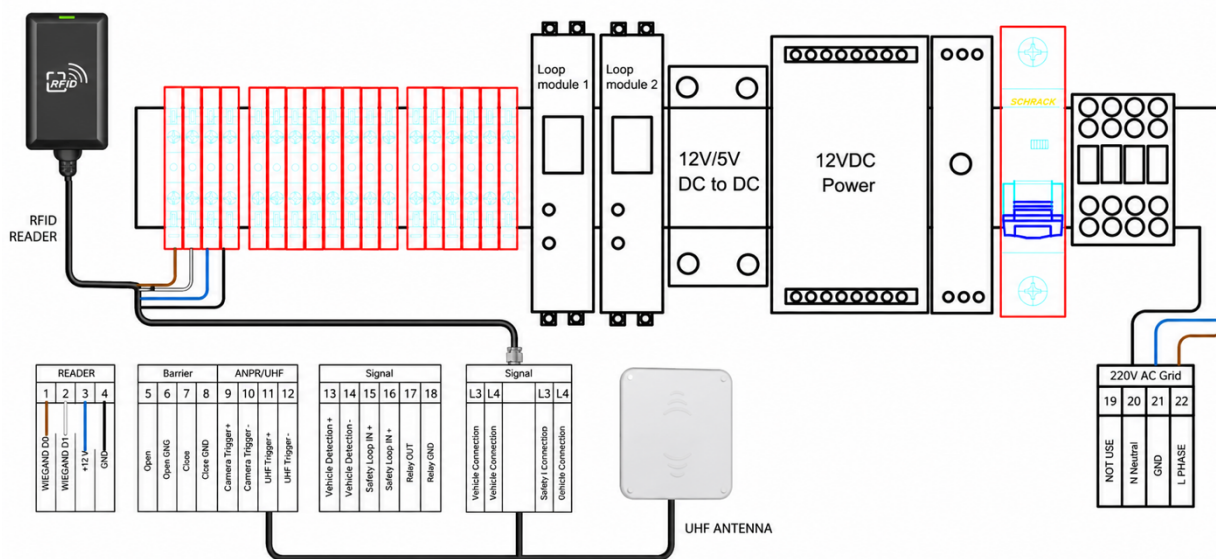 RFID
RFID
READER
Loop
module 1
Loop
module 2
12V/5V
DC to DC
12VDC
Power
SCHRACK
READER
1 2 3 4
WIEGAND D0
WIEGAND D1
+12 V
GND
Barrier
ANPR/UHF
5 6 7 8 9 10 11 12
Open
Open GNG
Clooe
Cloe GND
Camera Trigger+
Camera Trigger-
UHF Trigger+
UHF Trigger-
Signal
13 14 15 16 17 18
Vehicle Detection+
Vehicle Detection-
Safety Loop IN +
Safety Loop IN +
Relay OUT
Relay GND
Signal
L3 L4 L3 L4
Vehicle Connection
Vehicle Connection
Safety l Connection
Oehicle Connection
UHF ANTENNA
220V AC Grid
19 20 21 22
NOT USE
N Neutral
GND
L PHASE